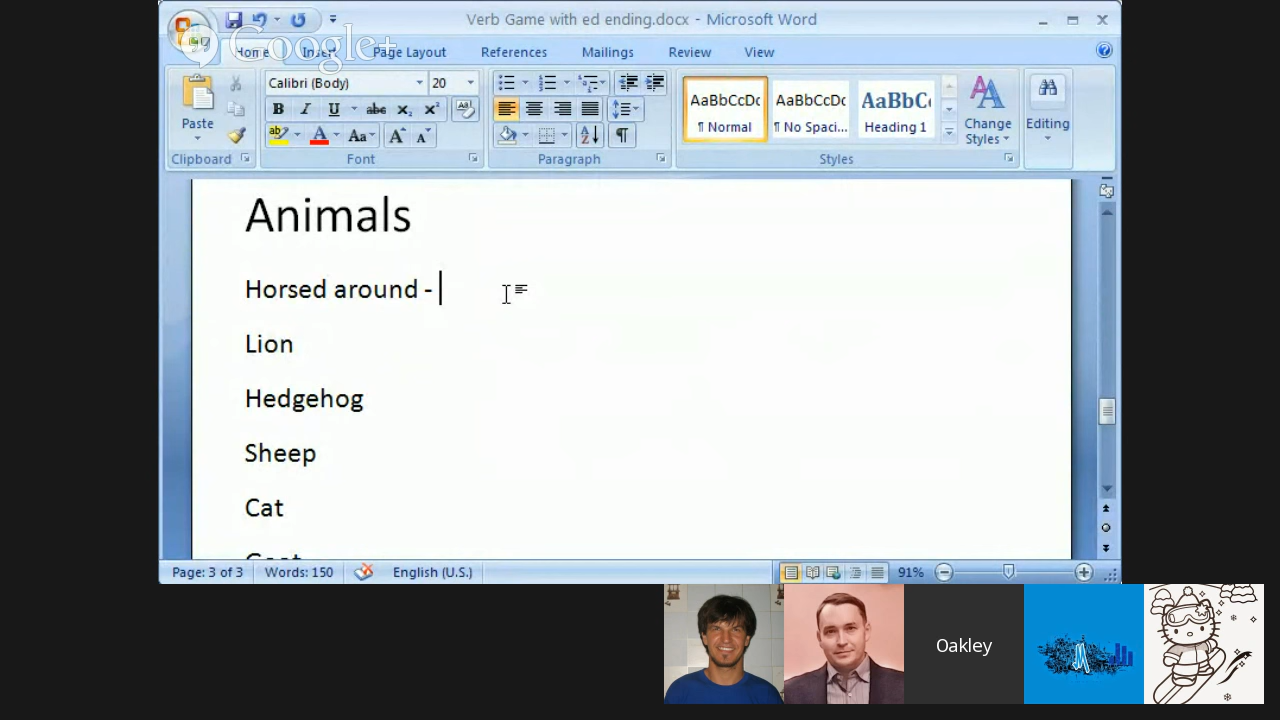 Verb Game with ed ending.docx - Microsoft Word
Google+
Home Insert Page Layout References Mailings Review View
Calibri (Body) 20
AaBbCcDc AaBbCcDc AaBbC
Paste
¶ Normal ¶ No Spaci... Heading 1
Change Styles
Editing
Clipboard Font Paragraph Styles
Animals
Horsed around -
Lion
Hedgehog
Sheep
Cat
Page: 3 of 3 Words: 150 English (U.S.) 91%
Oakley